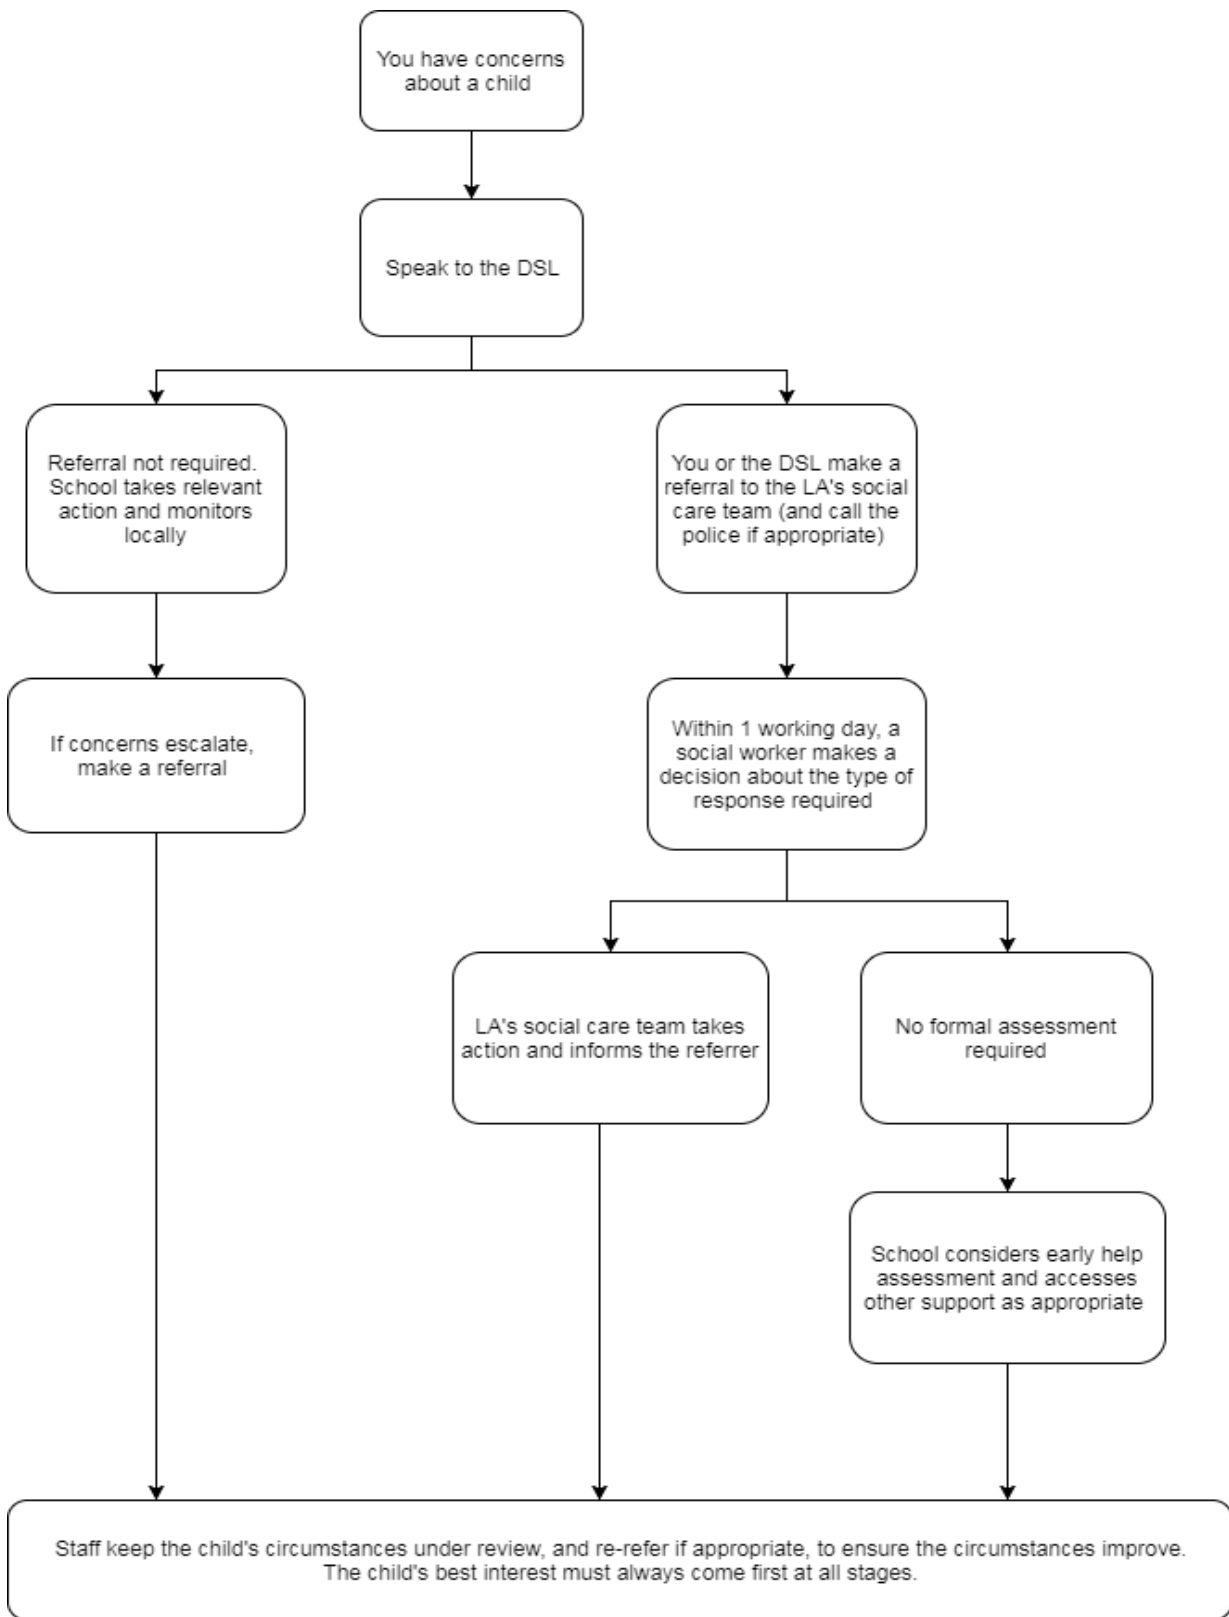 You have concerns
about a child
Speak to the DSL
Referral not required.
School takes relevant
action and monitors
locally
You or the DSL make a
referral to the LA's social
care team (and call the
police if appropriate)
If concerns escalate,
make a referral
Within 1 working day, a
social worker makes a
decision about the type of
response required
LA's social care team takes
action and informs the referrer
No formal assessment
required
School considers early help
assessment and accesses
other support as appropriate
Staff keep the child's circumstances under review, and re-refer if appropriate, to ensure the circumstances improve.
The child's best interest must always come first at all stages.